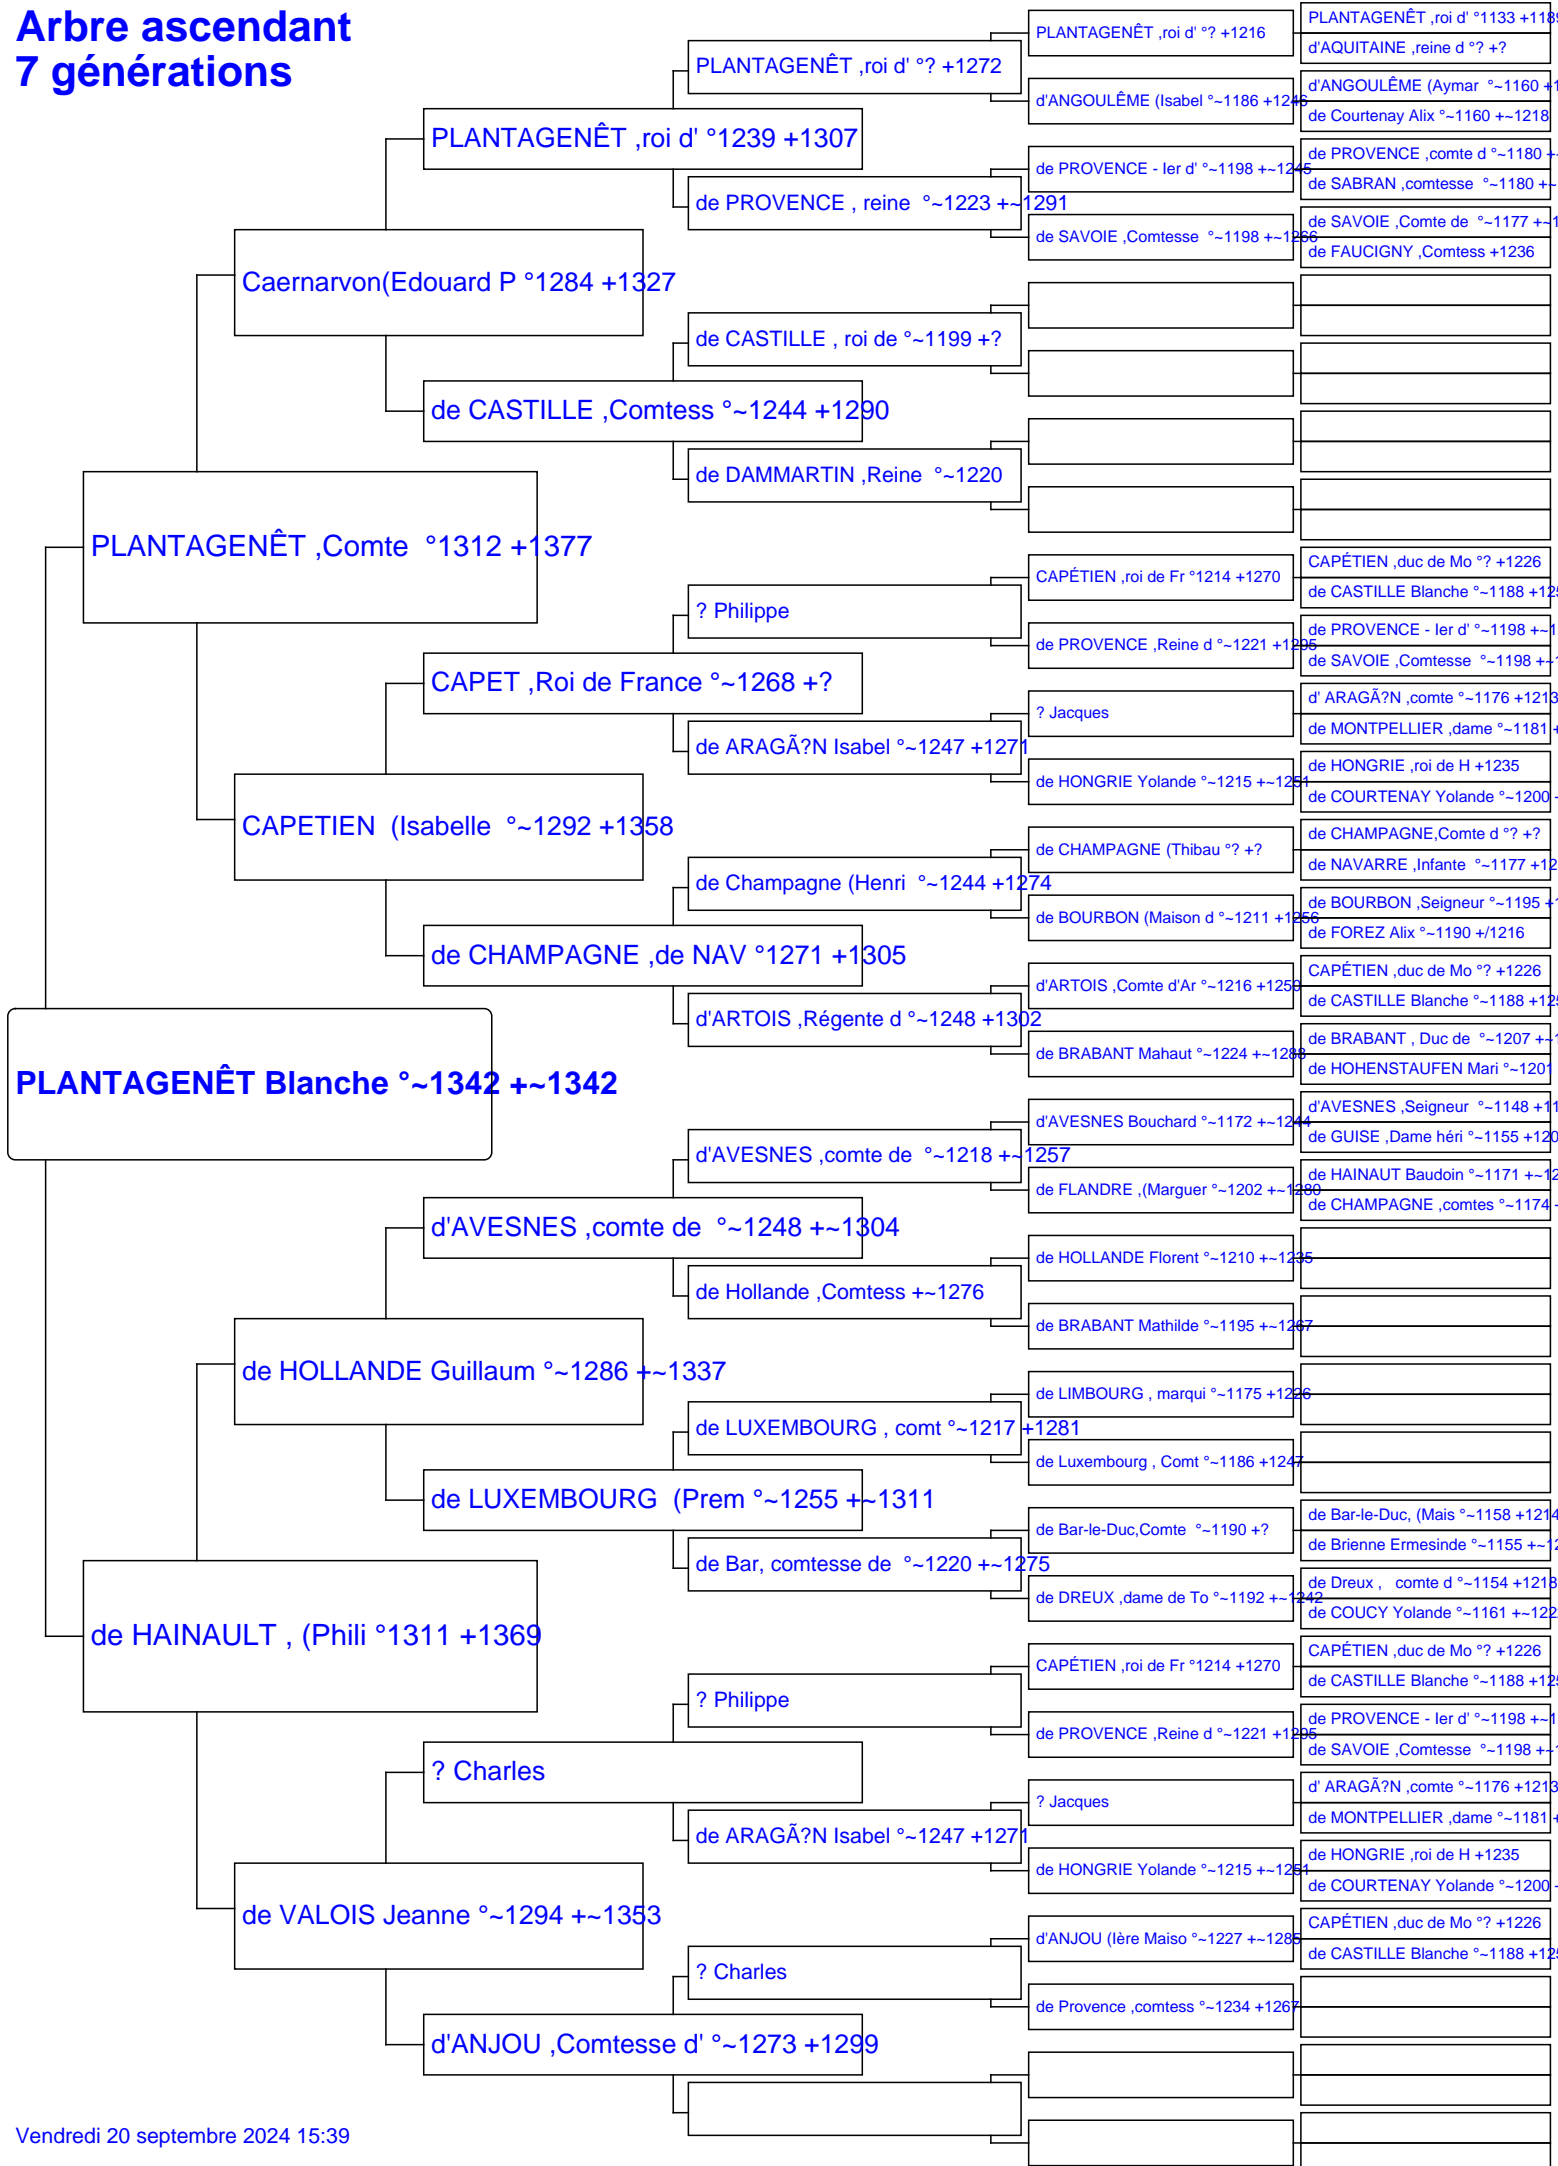 Arbre ascendant
7 générations
PLANTAGENÊT Blanche °~1342 +~1342
PLANTAGENÊT ,Comte °1312 +1377
de HAINAULT , (Phili °1311 +1369
Caernarvon(Edouard P °1284 +1327
CAPETIEN (Isabelle °~1292 +1358
de HOLLANDE Guillaum °~1286 +~1337
de VALOIS Jeanne °~1294 +~1353
PLANTAGENÊT ,roi d' °1239 +1307
de CASTILLE ,Comtess °~1244 +1290
CAPET ,Roi de France °~1268 +?
de CHAMPAGNE ,de NAV °1271 +1305
d'AVESNES ,comte de °~1248 +~1304
de LUXEMBOURG (Prem °~1255 +~1311
? Charles
d'ANJOU ,Comtesse d' °~1273 +1299
PLANTAGENÊT ,roi d' °? +1272
de PROVENCE , reine °~1223 +~1291
de CASTILLE , roi de °~1199 +?
de DAMMARTIN ,Reine °~1220
? Philippe
de ARAGÃ?N Isabel °~1247 +1271
de Champagne (Henri °~1244 +1274
d'ARTOIS ,Régente d °~1248 +1302
d'AVESNES ,comte de °~1218 +~1257
de Hollande ,Comtess +~1276
de LUXEMBOURG , comt °~1217 +1281
de Bar, comtesse de °~1220 +~1275
? Philippe
de ARAGÃ?N Isabel °~1247 +1271
? Charles
PLANTAGENÊT ,roi d' °? +1216
d'ANGOULÊME (Isabel °~1186 +1246
de PROVENCE - Ier d' °~1198 +~1245
de SAVOIE ,Comtesse °~1198 +~1266
CAPÉTIEN ,roi de Fr °1214 +1270
de PROVENCE ,Reine d °~1221 +1295
? Jacques
de HONGRIE Yolande °~1215 +~1251
de CHAMPAGNE (Thibau °? +?
de BOURBON (Maison d °~1211 +1256
d'ARTOIS ,Comte d'Ar °~1216 +1250
de BRABANT Mahaut °~1224 +~1288
d'AVESNES Bouchard °~1172 +~1244
de FLANDRE ,(Marguer °~1202 +~1280
de HOLLANDE Florent °~1210 +~1235
de BRABANT Mathilde °~1195 +~1267
de LIMBOURG , marqui °~1175 +1226
de Luxembourg , Comt °~1186 +1247
de Bar-le-Duc,Comte °~1190 +?
de DREUX ,dame de To °~1192 +~1242
CAPÉTIEN ,roi de Fr °1214 +1270
de PROVENCE ,Reine d °~1221 +1295
? Jacques
de HONGRIE Yolande °~1215 +~1251
d'ANJOU (Ière Maiso °~1227 +~1285
de Provence ,comtess °~1234 +1267
PLANTAGENÊT ,roi d' °1133 +1189
d'AQUITAINE ,reine d °? +?
d'ANGOULÊME (Aymar °~1160 +1
de Courtenay Alix °~1160 +~1218
de PROVENCE ,comte d °~1180 +
de SABRAN ,comtesse °~1180 +~
de SAVOIE ,Comte de °~1177 +~1
de FAUCIGNY ,Comtess +1236
CAPÉTIEN ,duc de Mo °? +1226
de CASTILLE Blanche °~1188 +125
de PROVENCE - Ier d' °~1198 +~1
de SAVOIE ,Comtesse °~1198 +~1
d' ARAGÃ?N ,comte °~1176 +1213
de MONTPELLIER ,dame °~1181 +
de HONGRIE ,roi de H +1235
de COURTENAY Yolande °~1200 +
de CHAMPAGNE,Comte d °? +?
de NAVARRE ,Infante °~1177 +12
de BOURBON ,Seigneur °~1195 +1
de FOREZ Alix °~1190 +/1216
CAPÉTIEN ,duc de Mo °? +1226
de CASTILLE Blanche °~1188 +125
de BRABANT , Duc de °~1207 +~1
de HOHENSTAUFEN Mari °~1201
d'AVESNES ,Seigneur °~1148 +11
de GUISE ,Dame héri °~1155 +120
de HAINAUT Baudoin °~1171 +~12
de CHAMPAGNE ,comtes °~1174 +
de Bar-le-Duc, (Mais °~1158 +1214
de Brienne Ermesinde °~1155 +~12
de Dreux , comte d °~1154 +1218
de COUCY Yolande °~1161 +~122
CAPÉTIEN ,duc de Mo °? +1226
de CASTILLE Blanche °~1188 +125
de PROVENCE - Ier d' °~1198 +~1
de SAVOIE ,Comtesse °~1198 +~1
d' ARAGÃ?N ,comte °~1176 +1213
de MONTPELLIER ,dame °~1181 +
de HONGRIE ,roi de H +1235
de COURTENAY Yolande °~1200 +
CAPÉTIEN ,duc de Mo °? +1226
de CASTILLE Blanche °~1188 +125
Vendredi 20 septembre 2024 15:39